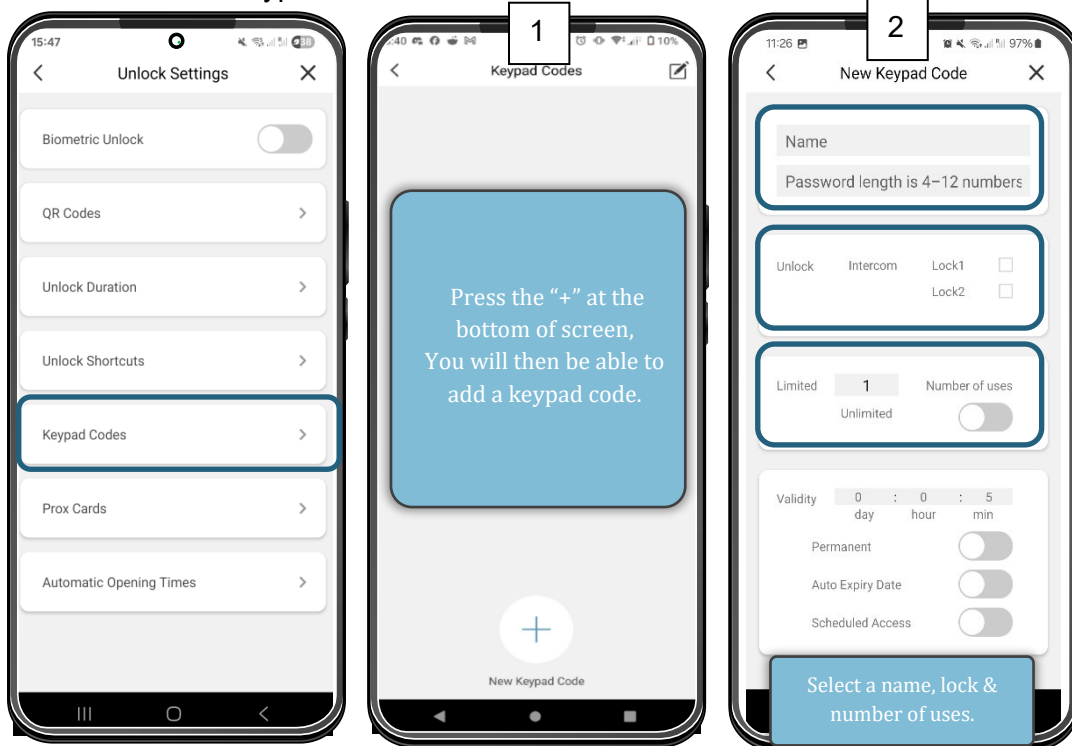 15:47
38
Unlock Settings
Biometric Unlock
QR Codes
Unlock Duration
Unlock Shortcuts
Keypad Codes
Prox Cards
Automatic Opening Times
1
:40
10%
Keypad Codes
Press the “+” at the
bottom of screen,
You will then be able to
add a keypad code.
New Keypad Code
2
11:26
97%
New Keypad Code
Name
Password length is 4–12 numbers
Unlock Intercom Lock1
Lock2
Limited 1 Number of uses
Unlimited
Validity 0 : 0 : 5
day hour min
Permanent
Auto Expiry Date
Scheduled Access
Select a name, lock &
number of uses.